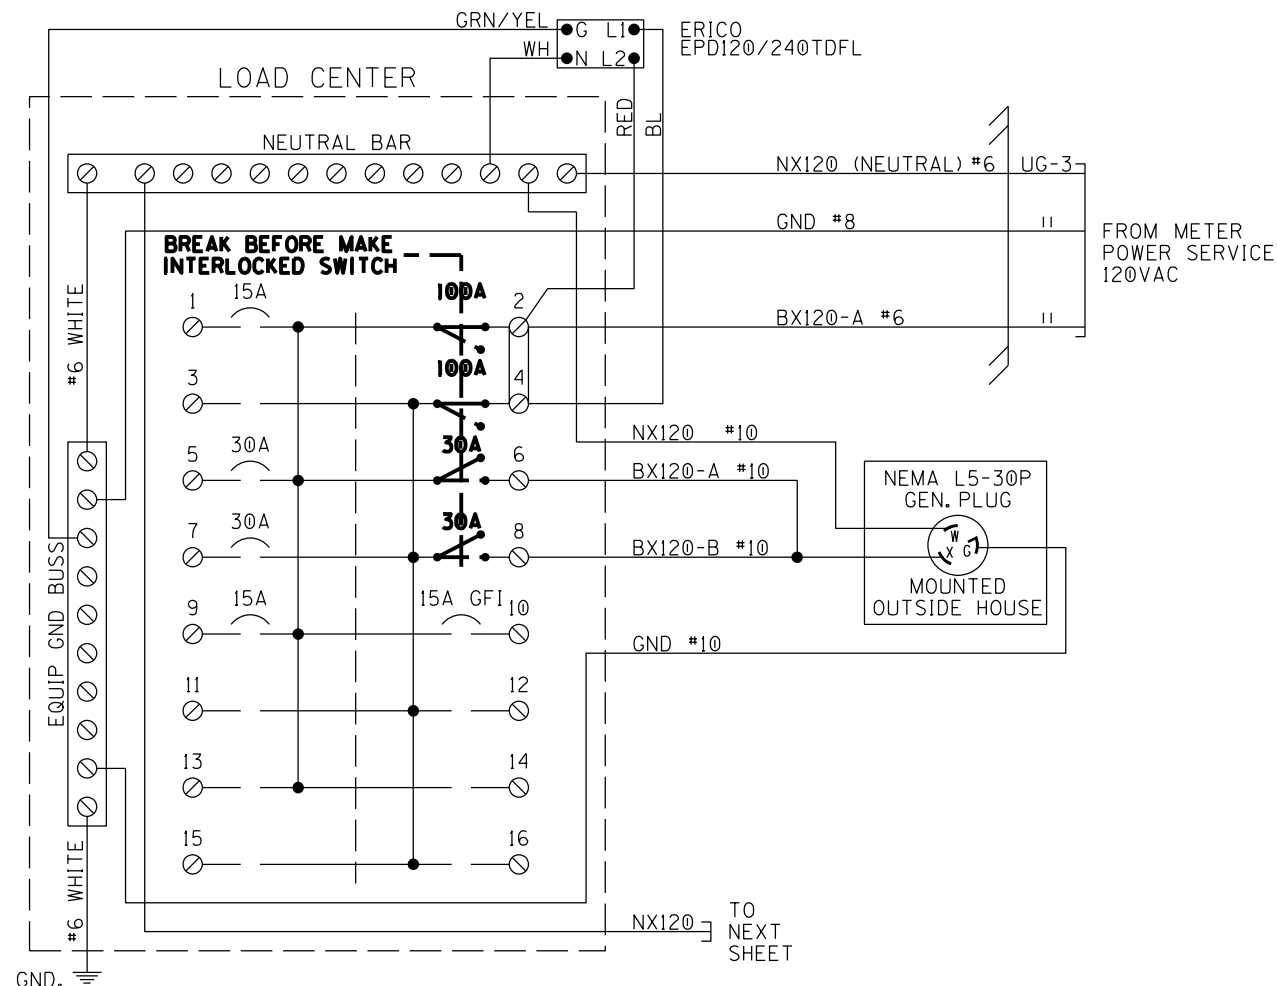 GRN/YEL
G L1
ERICO
EPD120/240TDFL
WH
N L2
LOAD CENTER
RED
BL
NEUTRAL BAR
NX120 (NEUTRAL) #6 UG-3
GND #8 "
FROM METER
POWER SERVICE
120VAC
BREAK BEFORE MAKE
INTERLOCKED SWITCH
#6 WHITE
1 15A 100A 2
BX120-A #6 "
3 100A 4
5 30A 30A 6
NX120 #10
BX120-A #10
NEMA L5-30P
GEN. PLUG
W
X G
MOUNTED
OUTSIDE HOUSE
7 30A 30A 8
BX120-B #10
EQUIP GND BUSS
9 15A 15A GFI 10
GND #10
11 12
13 14
15 16
#6 WHITE
NX120
TO
NEXT
SHEET
GND.